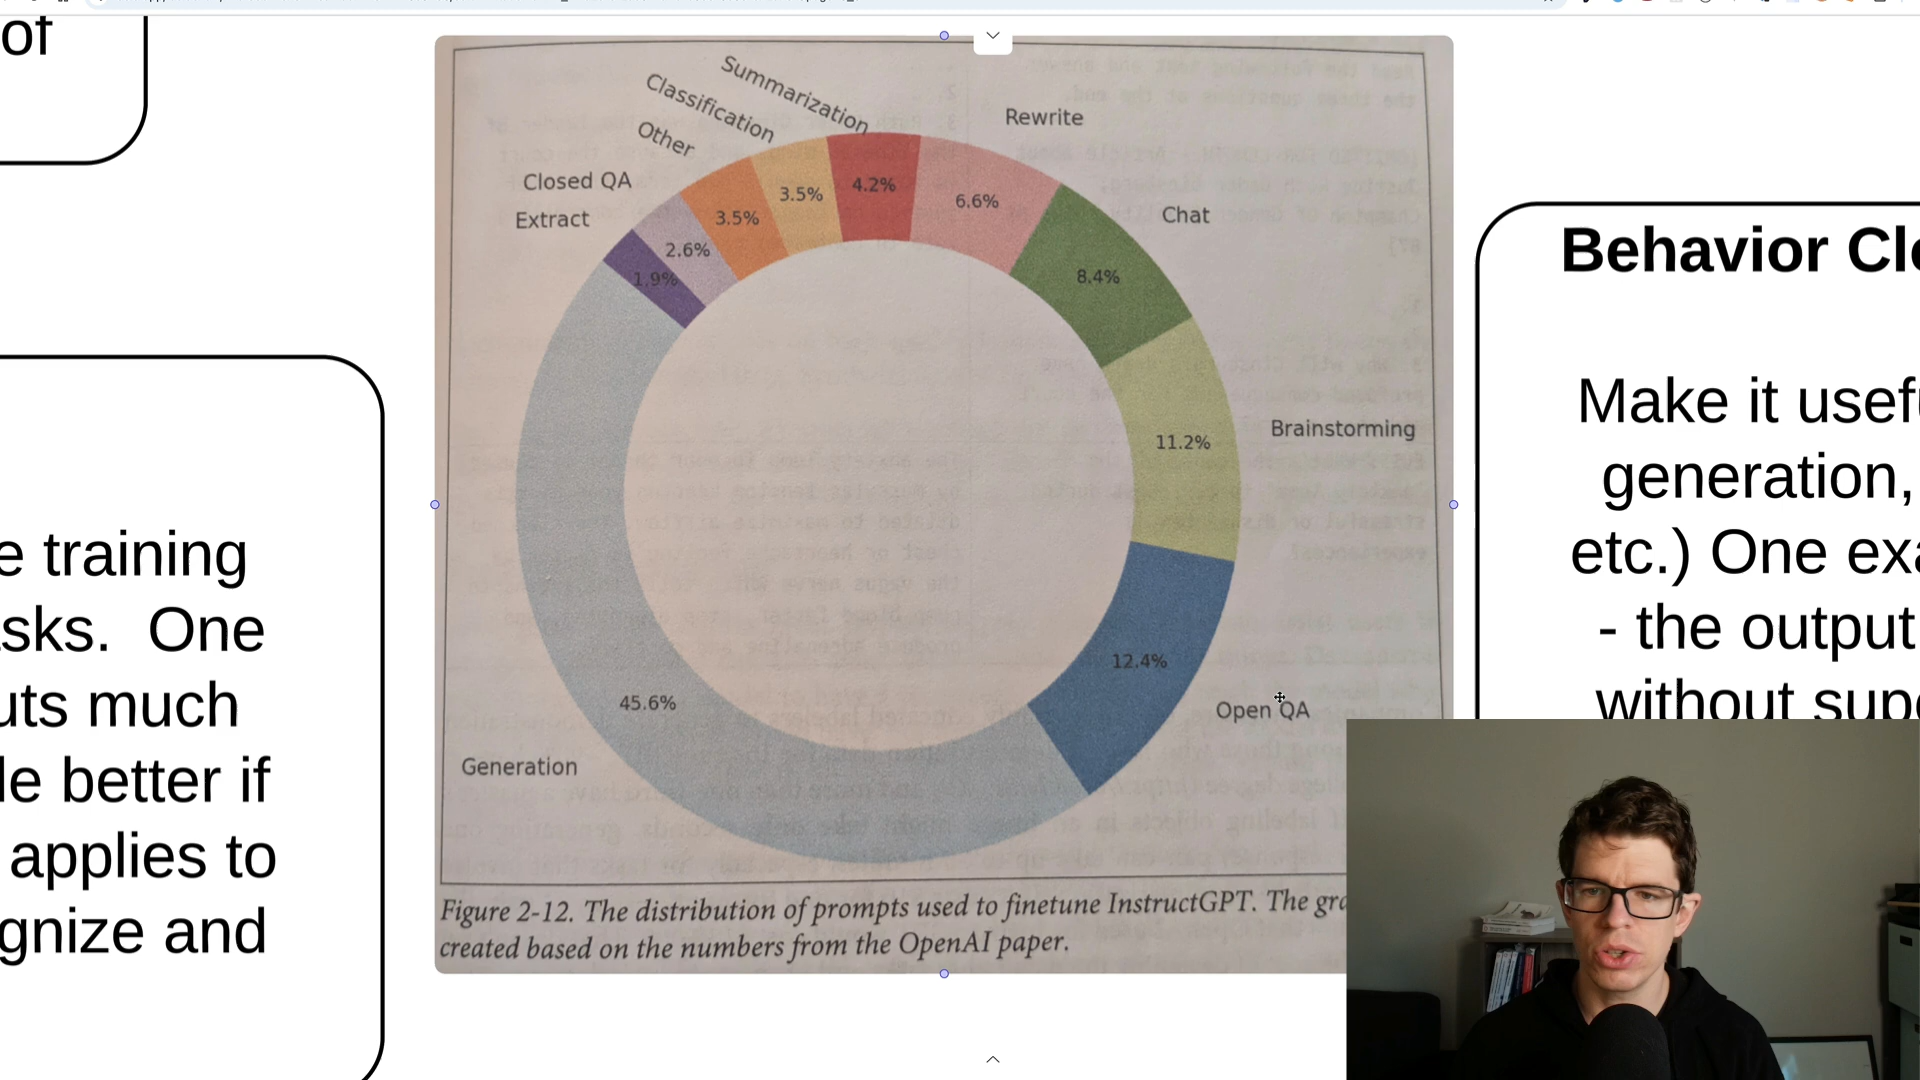 of
e training
asks. One
uts much
le better if
applies to
gnize and
Summarization
Classification
Other
Closed QA
Extract
Rewrite
Chat
Brainstorming
Open QA
Generation
4.2%
3.5%
3.5%
2.6%
1.9%
6.6%
8.4%
11.2%
12.4%
45.6%
Figure 2-12. The distribution of prompts used to finetune InstructGPT. The gra
created based on the numbers from the OpenAI paper.
Behavior Cl
Make it usef
generation,
etc.) One exa
- the output
without supe